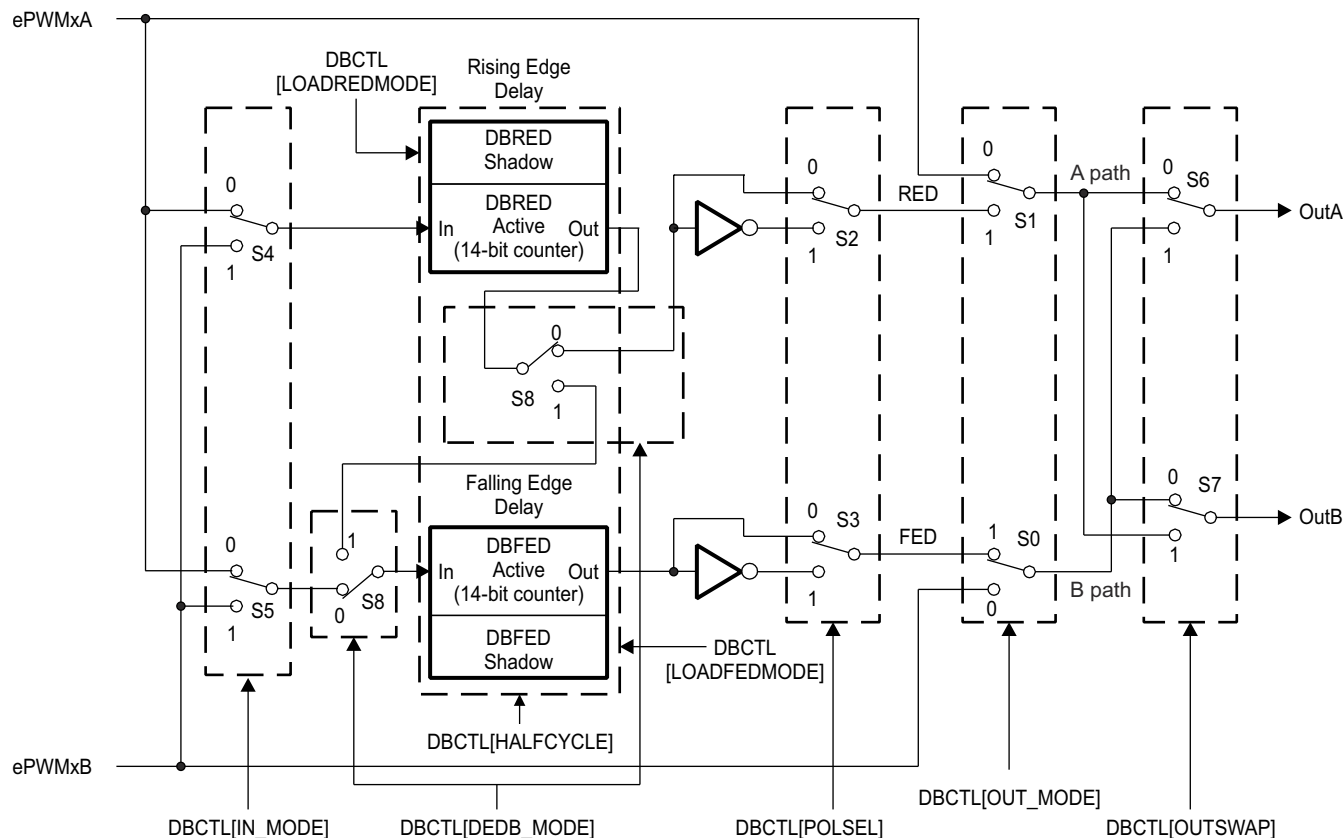 ePWMxA
DBCTL
[LOADREDMODE]
Rising Edge
Delay
DBRED
Shadow
DBRED
In Active Out
(14-bit counter)
0
S4
1
0
S2
1
RED
0
S1
1
A path
0
S6
1
OutA
0
S8
1
Falling Edge
Delay
0
S5
1
1
S8
0
DBFED
In Active Out
(14-bit counter)
DBFED
Shadow
0
S3
1
FED
1
S0
0
B path
0
S7
1
OutB
DBCTL
[LOADFEDMODE]
DBCTL[HALFCYCLE]
ePWMxB
DBCTL[IN_MODE]
DBCTL[DEDB_MODE]
DBCTL[POLSEL]
DBCTL[OUT_MODE]
DBCTL[OUTSWAP]